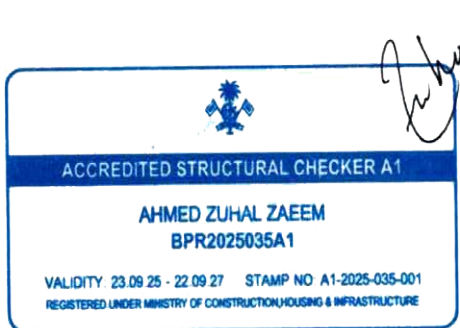 ACCREDITED STRUCTURAL CHECKER A1
AHMED ZUHAL ZAEEM
BPR2025035A1
VALIDITY: 23.09.25 - 22.09.27 STAMP NO: A1-2025-035-001
REGISTERED UNDER MINISTRY OF CONSTRUCTION,HOUSING & INFRASTRUCTURE